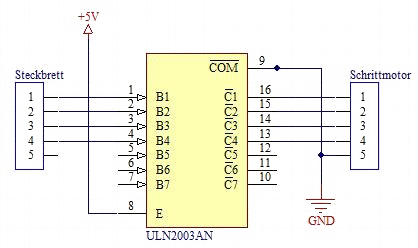 +5V
Steckbrett
Schrittmotor
COM 9
1 1 B1 C1 16 1
2 2 B2 C2 15 2
3 3 B3 C3 14 3
4 4 B4 C4 13 4
5 5 B5 C5 12 5
6 B6 C6 11
7 B7 C7 10
8 E
GND
ULN2003AN